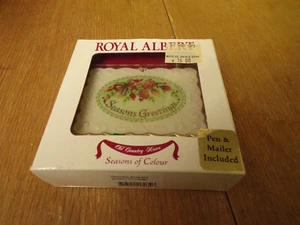 ROYAL ALBERT
Seasons Greetings
Old Country Roses
Seasons of Colour
Pen &
Mailer
Included